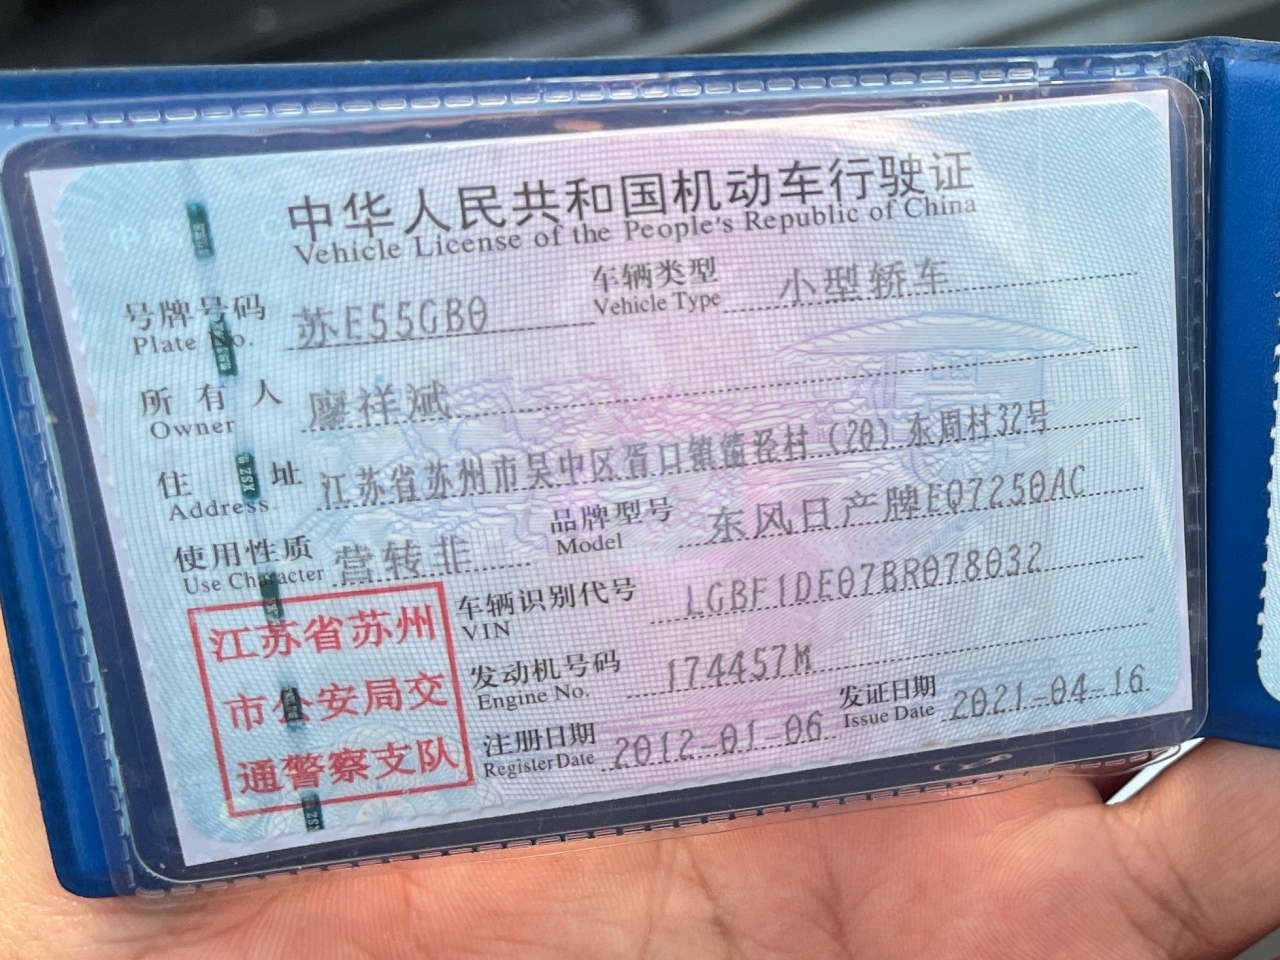 中华人民共和国机动车行驶证
Vehicle License of the People's Republic of China
号牌号码 苏E55GB0 车辆类型 小型轿车
Plate No. Vehicle Type
所有人 廖祥斌
Owner
住址 江苏省苏州市吴中区胥口镇箭泾村(20)东周村32号
Address
使用性质 营转非 品牌型号 东风日产牌EQ7250AC
Use Character Model
江苏省苏州 车辆识别代号 LGBF1DE07BR078032
VIN
市公安局交 发动机号码 174457M
Engine No.
通警察支队 注册日期 2012-01-06 发证日期 2021-04-16
Register Date Issue Date